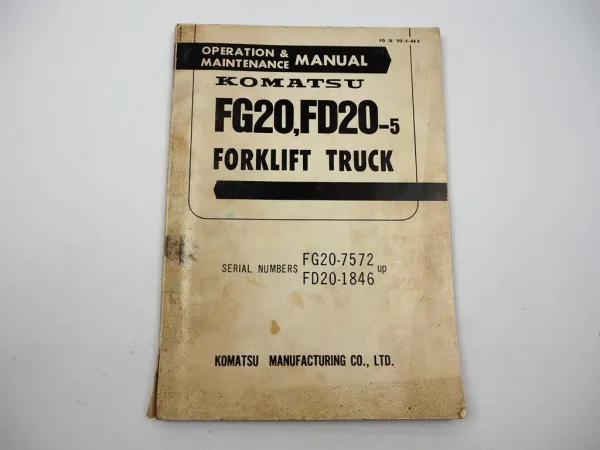 OPERATION & MAINTENANCE MANUAL
KOMATSU
FG20,FD20-5
FORKLIFT TRUCK
SERIAL NUMBERS FG20-7572 up
FD20-1846
KOMATSU MANUFACTURING CO., LTD.